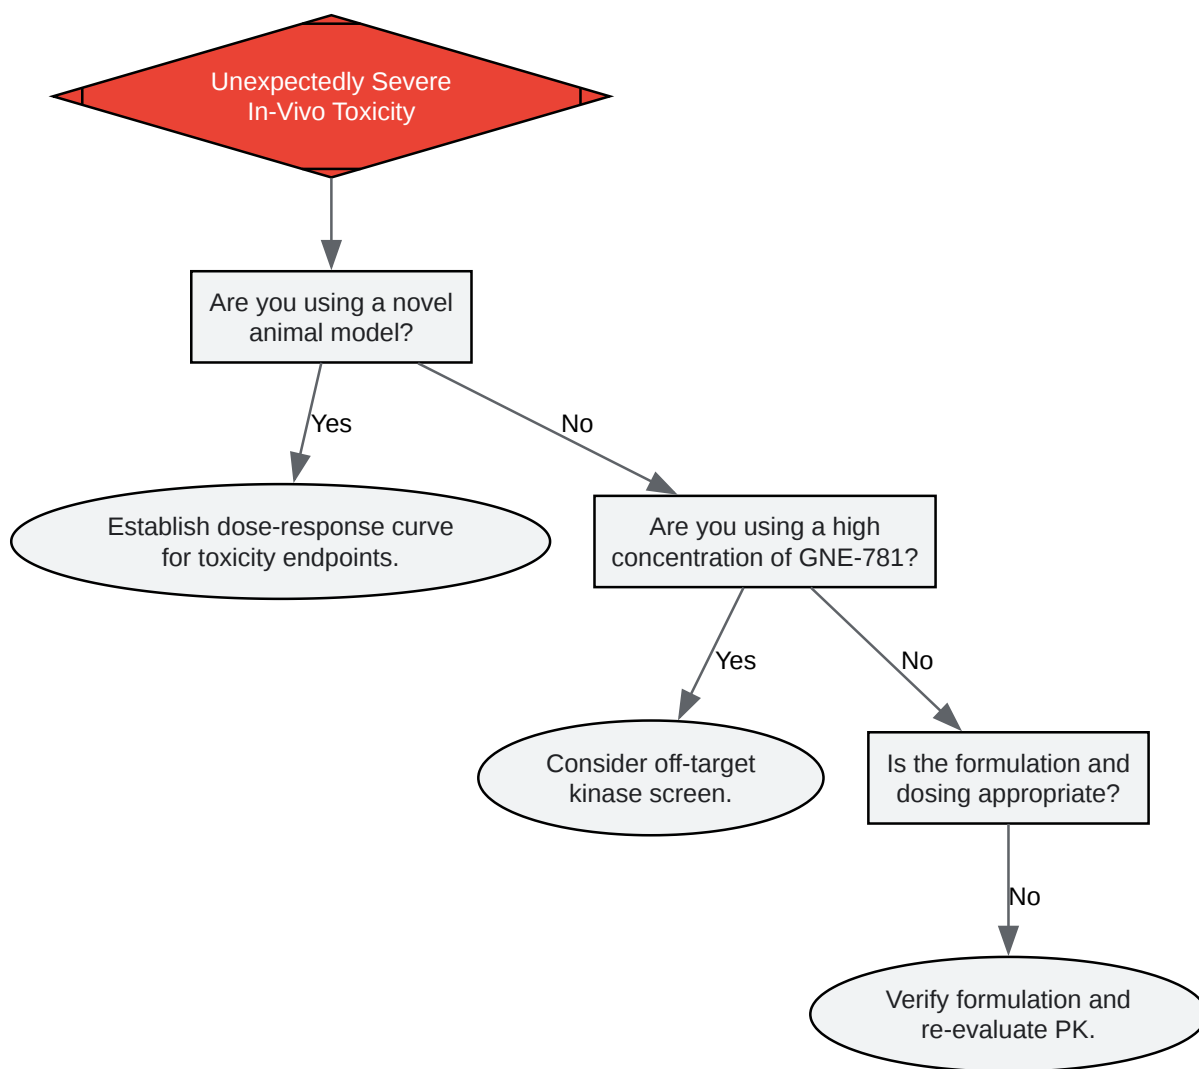 Unexpectedly Severe
In-Vivo Toxicity
Are you using a novel
animal model?
Yes
No
Establish dose-response curve
for toxicity endpoints.
Are you using a high
concentration of GNE-781?
Yes
No
Consider off-target
kinase screen.
Is the formulation and
dosing appropriate?
No
Verify formulation and
re-evaluate PK.